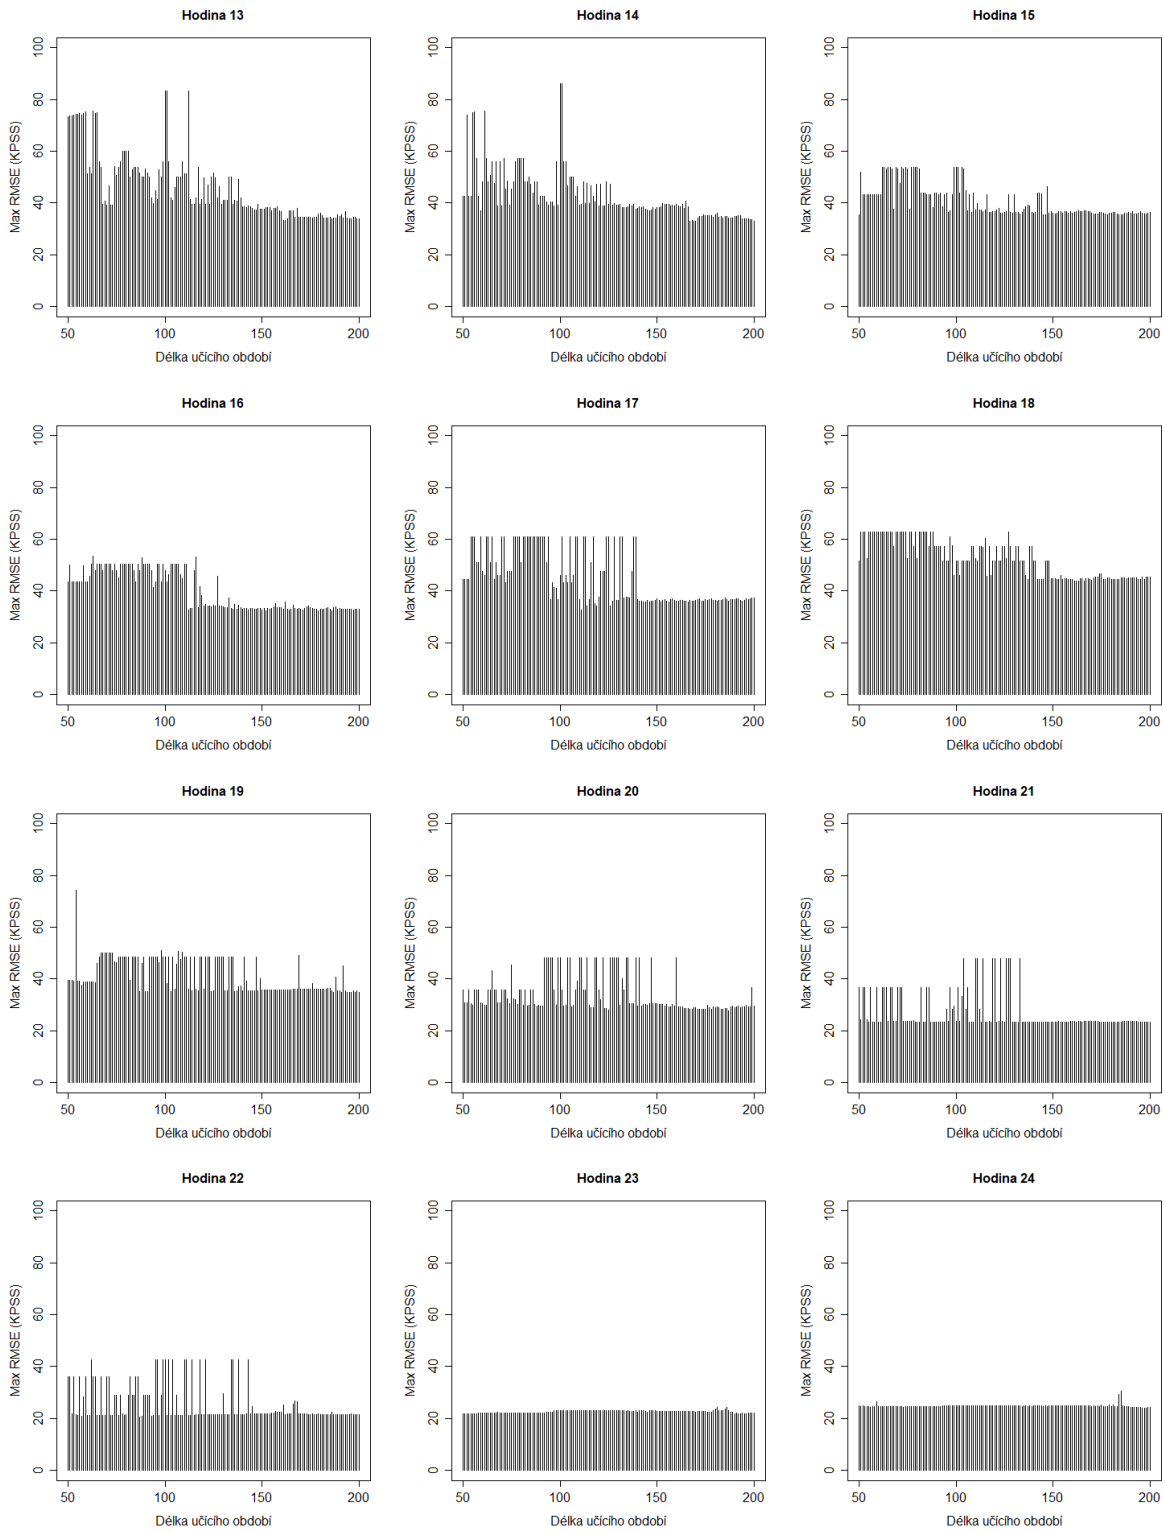 Hodina 13
Max RMSE (KPSS)
0 20 40 60 80 100
50 100 150 200
Délka učícího období
Hodina 14
Max RMSE (KPSS)
0 20 40 60 80 100
50 100 150 200
Délka učícího období
Hodina 15
Max RMSE (KPSS)
0 20 40 60 80 100
50 100 150 200
Délka učícího období
Hodina 16
Max RMSE (KPSS)
0 20 40 60 80 100
50 100 150 200
Délka učícího období
Hodina 17
Max RMSE (KPSS)
0 20 40 60 80 100
50 100 150 200
Délka učícího období
Hodina 18
Max RMSE (KPSS)
0 20 40 60 80 100
50 100 150 200
Délka učícího období
Hodina 19
Max RMSE (KPSS)
0 20 40 60 80 100
50 100 150 200
Délka učícího období
Hodina 20
Max RMSE (KPSS)
0 20 40 60 80 100
50 100 150 200
Délka učícího období
Hodina 21
Max RMSE (KPSS)
0 20 40 60 80 100
50 100 150 200
Délka učícího období
Hodina 22
Max RMSE (KPSS)
0 20 40 60 80 100
50 100 150 200
Délka učícího období
Hodina 23
Max RMSE (KPSS)
0 20 40 60 80 100
50 100 150 200
Délka učícího období
Hodina 24
Max RMSE (KPSS)
0 20 40 60 80 100
50 100 150 200
Délka učícího období